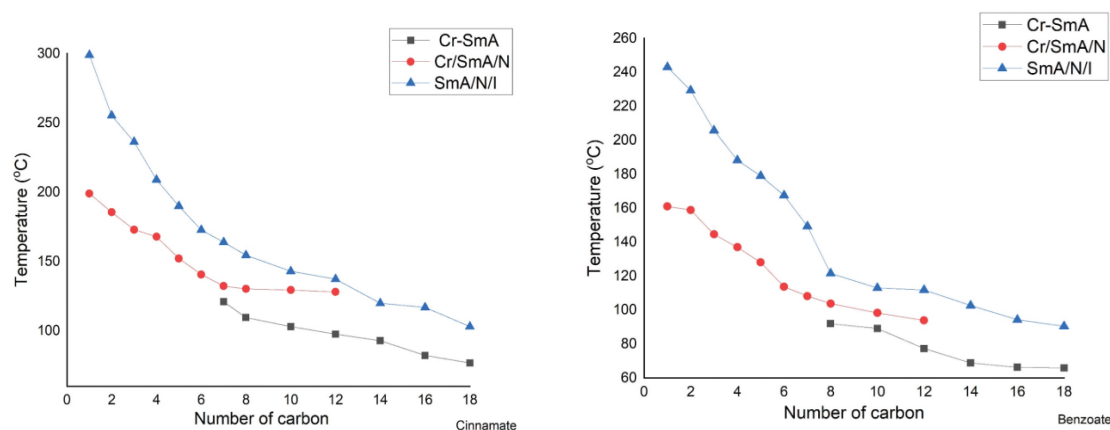 Cr-SmA
Cr/SmA/N
SmA/N/I
300
250
200
150
100
Temperature (°C)
0 2 4 6 8 10 12 14 16 18
Number of carbon
Cinnamate
Cr-SmA
Cr/SmA/N
SmA/N/I
260
240
220
200
180
160
140
120
100
80
60
Temperature (°C)
0 2 4 6 8 10 12 14 16 18
Number of carbon
Benzoate